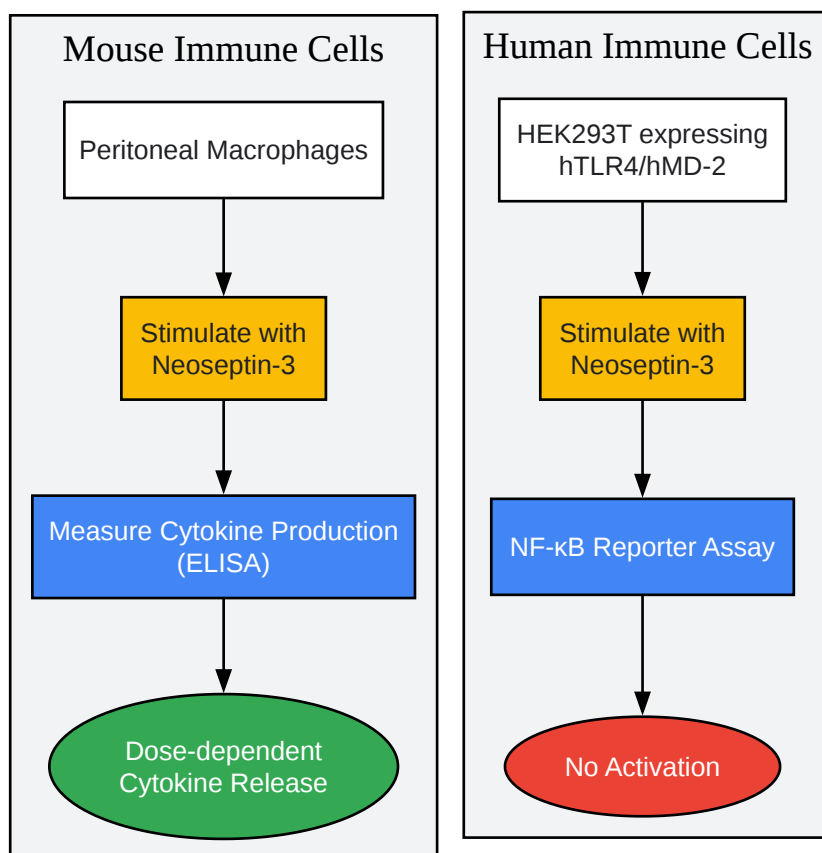 Mouse Immune Cells
Peritoneal Macrophages
Stimulate with
Neoseptin-3
Measure Cytokine Production
(ELISA)
Dose-dependent
Cytokine Release
Human Immune Cells
HEK293T expressing
hTLR4/hMD-2
Stimulate with
Neoseptin-3
NF-κB Reporter Assay
No Activation